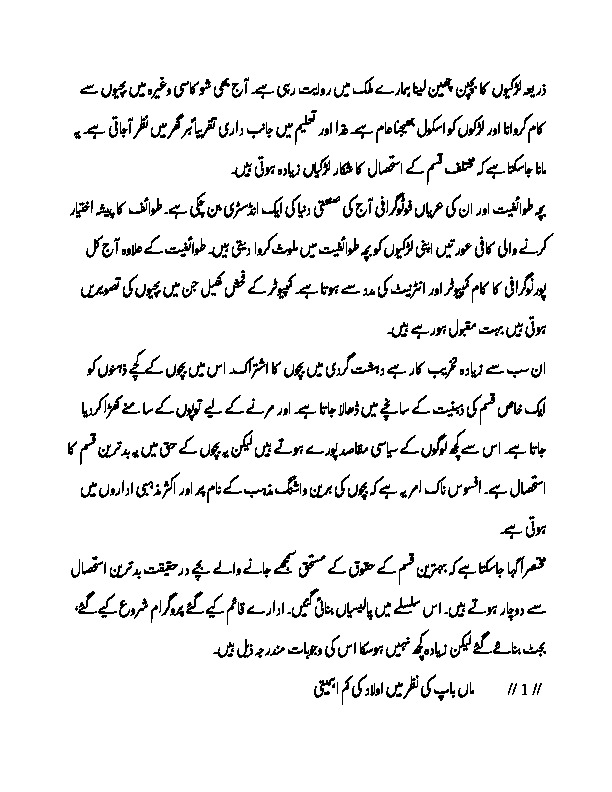 ذریعہ لڑکیوں کا بچپن چھین لینا ہمارے ملک میں روایت رہی ہے۔ آج بھی شو کاسی وغیرہ میں بچیوں سے
کام کروانا اور لڑکوں کو اسکول بھیجنا عام ہے۔ غذا اور تعلیم میں جانب داری تقریباً ہر گھر میں نظر آجاتی ہے۔ یہ
مانا جاسکتا ہے کہ مختلف قسم کے استحصال کا شکار لڑکیاں زیادہ ہوتی ہیں۔
بچہ طوائفیت اور ان کی عریاں فوٹوگرافی آج کی صنعتی دنیا کی ایک انڈسٹری بن چکی ہے۔ طوائف کا پیشہ اختیار
کرنے والی کافی عورتیں اپنی لڑکیوں کو بچہ طوائفیت میں ملوث کروا دیتی ہیں۔ طوائفیت کے علاوہ آج کل
پورنوگرافی کا کام کمپیوٹر اور انٹرنیٹ کی مدد سے ہوتا ہے۔ کمپیوٹر کے فحش کھیل جن میں بچیوں کی تصویریں
ہوتی ہیں بہت مقبول ہورہے ہیں۔
ان سب سے زیادہ تخریب کار ہے دہشت گردی میں بچوں کا اشتراک۔ اس میں بچوں کے کچے ذہنوں کو
ایک خاص قسم کی ذہنیت کے سانچے میں ڈھالا جاتا ہے۔ اور مرنے کے لیے توپوں کے سامنے کھڑا کردیا
جاتا ہے۔ اس سے کچھ لوگوں کے سیاسی مقاصد پورے ہوتے ہیں لیکن یہ بچوں کے حق میں یہ بدترین قسم کا
استحصال ہے۔ افسوس ناک امر یہ ہے کہ بچوں کی برین واشنگ مذہب کے نام پر اور اکثر مذہبی اداروں میں
ہوتی ہے۔
مختصراً کہا جاسکتا ہے کہ بہترین قسم کے حقوق کے مستحق سمجھے جانے والے بچے درحقیقت بدترین استحصال
سے دوچار ہوتے ہیں۔ اس سلسلے میں پالیسیاں بنائی گئیں۔ ادارے قائم کیے گئے پروگرام شروع کیے گئے،
بجٹ بنائے گئے لیکن زیادہ کچھ نہیں ہوسکا اس کی وجوہات مندرجہ ذیل ہیں۔
// 1 // ماں باپ کی نظر میں اولاد کی کم اہمیتی